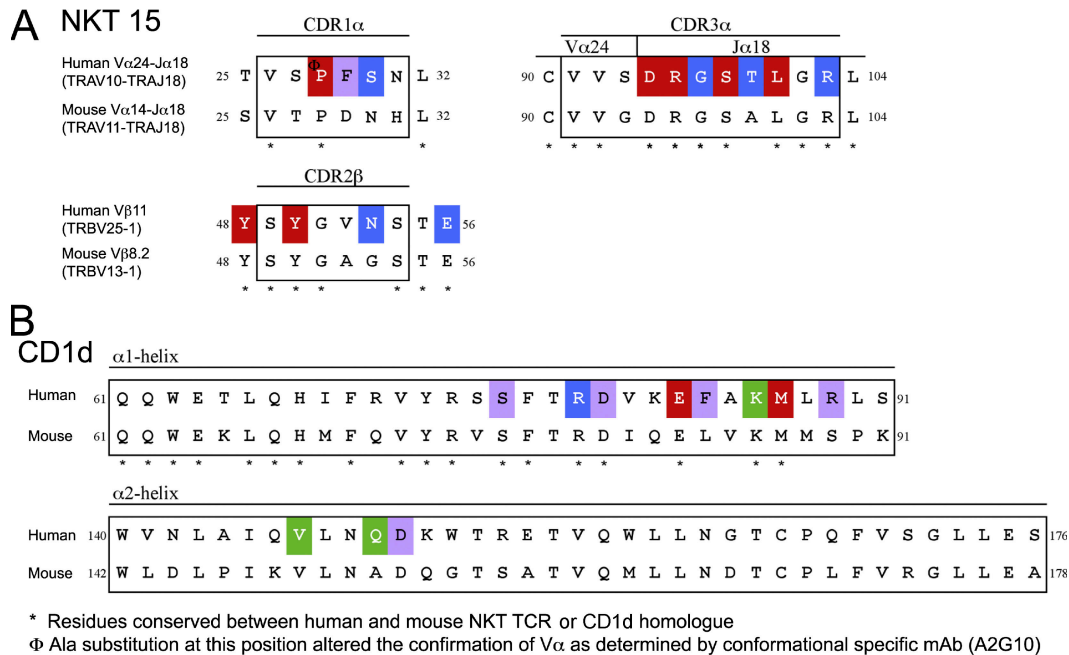 A NKT 15
CDR1α
CDR3α
Vα24 Jα18
Human Vα24-Jα18
(TRAV10-TRAJ18)
Φ
25 T V S P F S N L 32
90 C V V S D R G S T L G R L 104
Mouse Vα14-Jα18
(TRAV11-TRAJ18)
25 S V T P D N H L 32
90 C V V G D R G S A L G R L 104
* * *
* * * * * * * * * * *
CDR2β
Human Vβ11
(TRBV25-1)
48 Y S Y G V N S T E 56
Mouse Vβ8.2
(TRBV13-1)
48 Y S Y G A G S T E 56
* * * * * * *
B
CD1d
α1-helix
Human 61 Q Q W E T L Q H I F R V Y R S S F T R D V K E F A K M L R L S 91
Mouse 61 Q Q W E K L Q H M F Q V Y R V S F T R D I Q E L V K M M S P K 91
* * * * * * * * * * * * * * * * * *
α2-helix
Human 140 W V N L A I Q V L N Q D K W T R E T V Q W L L N G T C P Q F V S G L L E S 176
Mouse 142 W L D L P I K V L N A D Q G T S A T V Q M L L N D T C P L F V R G L L E A 178
* Residues conserved between human and mouse NKT TCR or CD1d homologue
Φ Ala substitution at this position altered the confirmation of Vα as determined by conformational specific mAb (A2G10)